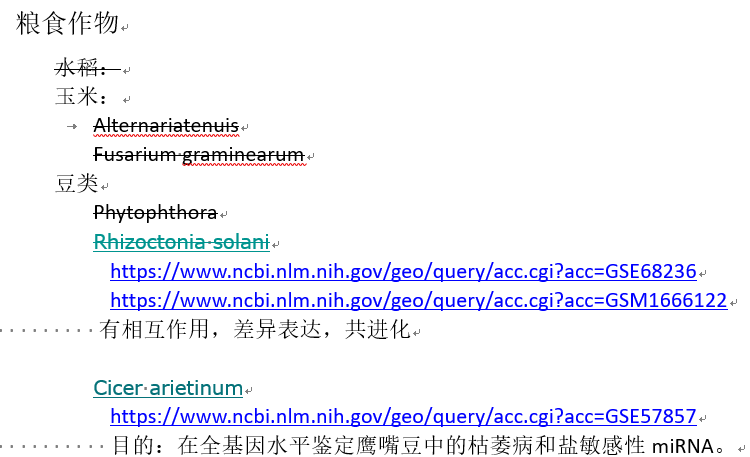 粮食作物
水稻：
玉米：
Alternariatenuis
Fusarium graminearum
豆类
Phytophthora
Rhizoctonia solani
https://www.ncbi.nlm.nih.gov/geo/query/acc.cgi?acc=GSE68236
https://www.ncbi.nlm.nih.gov/geo/query/acc.cgi?acc=GSM1666122
有相互作用，差异表达，共进化
Cicer arietinum
https://www.ncbi.nlm.nih.gov/geo/query/acc.cgi?acc=GSE57857
目的：在全基因水平鉴定鹰嘴豆中的枯萎病和盐敏感性 miRNA。